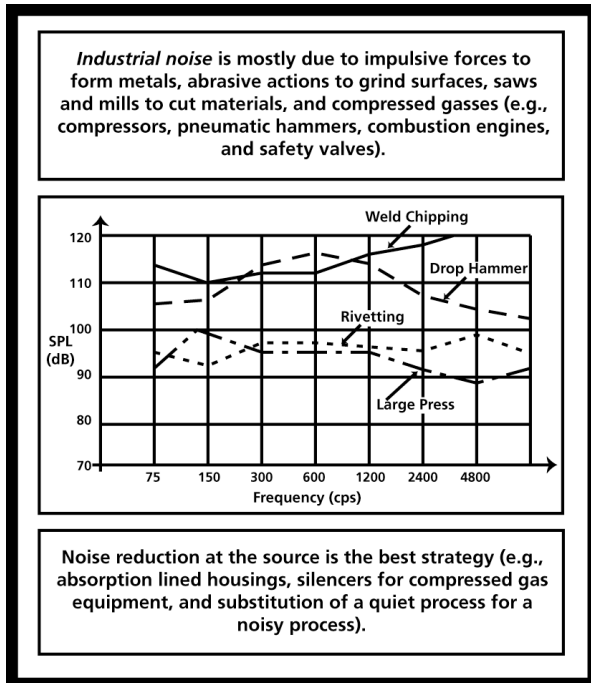 Industrial noise is mostly due to impulsive forces to
form metals, abrasive actions to grind surfaces, saws
and mills to cut materials, and compressed gasses (e.g.,
compressors, pneumatic hammers, combustion engines,
and safety valves).
Weld Chipping
120
Drop Hammer
110
Rivetting
100
SPL
(dB)
90
Large Press
80
70
75 150 300 600 1200 2400 4800
Frequency (cps)
Noise reduction at the source is the best strategy (e.g.,
absorption lined housings, silencers for compressed gas
equipment, and substitution of a quiet process for a
noisy process).